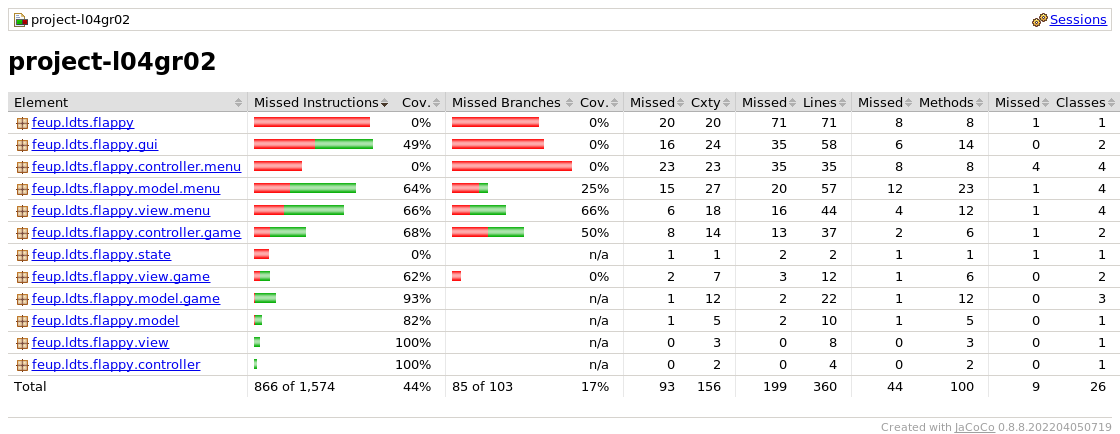 project-l04gr02 Sessions
project-l04gr02
Element Missed Instructions Cov. Missed Branches Cov. Missed Cxty Missed Lines Missed Methods Missed Classes
feup.ldts.flappy 0% 0% 20 20 71 71 8 8 1 1
feup.ldts.flappy.gui 49% 0% 16 24 35 58 6 14 0 2
feup.ldts.flappy.controller.menu 0% 0% 23 23 35 35 8 8 4 4
feup.ldts.flappy.model.menu 64% 25% 15 27 20 57 12 23 1 4
feup.ldts.flappy.view.menu 66% 66% 6 18 16 44 4 12 1 4
feup.ldts.flappy.controller.game 68% 50% 8 14 13 37 2 6 1 2
feup.ldts.flappy.state 0% n/a 1 1 2 2 1 1 1 1
feup.ldts.flappy.view.game 62% 0% 2 7 3 12 1 6 0 2
feup.ldts.flappy.model.game 93% n/a 1 12 2 22 1 12 0 3
feup.ldts.flappy.model 82% n/a 1 5 2 10 1 5 0 1
feup.ldts.flappy.view 100% n/a 0 3 0 8 0 3 0 1
feup.ldts.flappy.controller 100% n/a 0 2 0 4 0 2 0 1
Total 866 of 1,574 44% 85 of 103 17% 93 156 199 360 44 100 9 26
Created with JaCoCo 0.8.8.202204050719